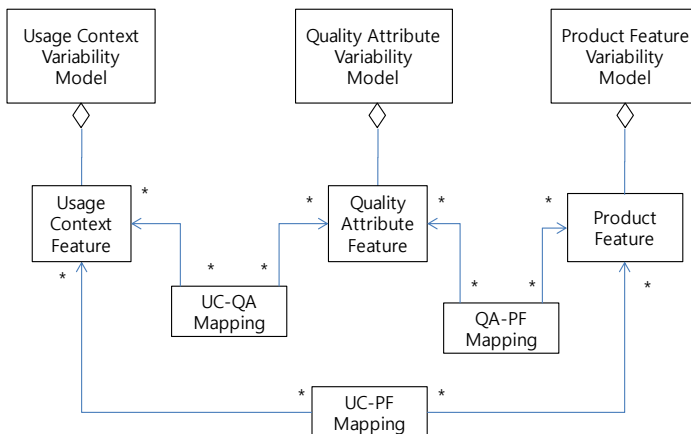 Usage Context
Variability
Model
Quality Attribute
Variability
Model
Product Feature
Variability
Model
Usage
Context
Feature
Quality
Attribute
Feature
Product
Feature
*
*
*
*
*
*
*
*
*
*
UC-QA
Mapping
QA-PF
Mapping
*
*
UC-PF
Mapping